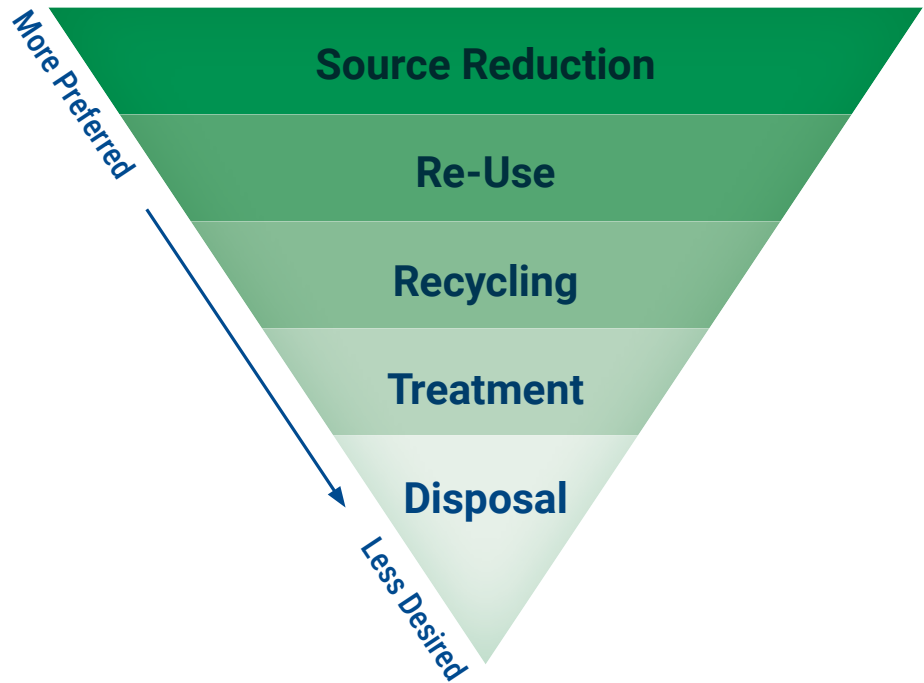 More Preferred
Source Reduction
Re-Use
Recycling
Treatment
Disposal
Less Desired